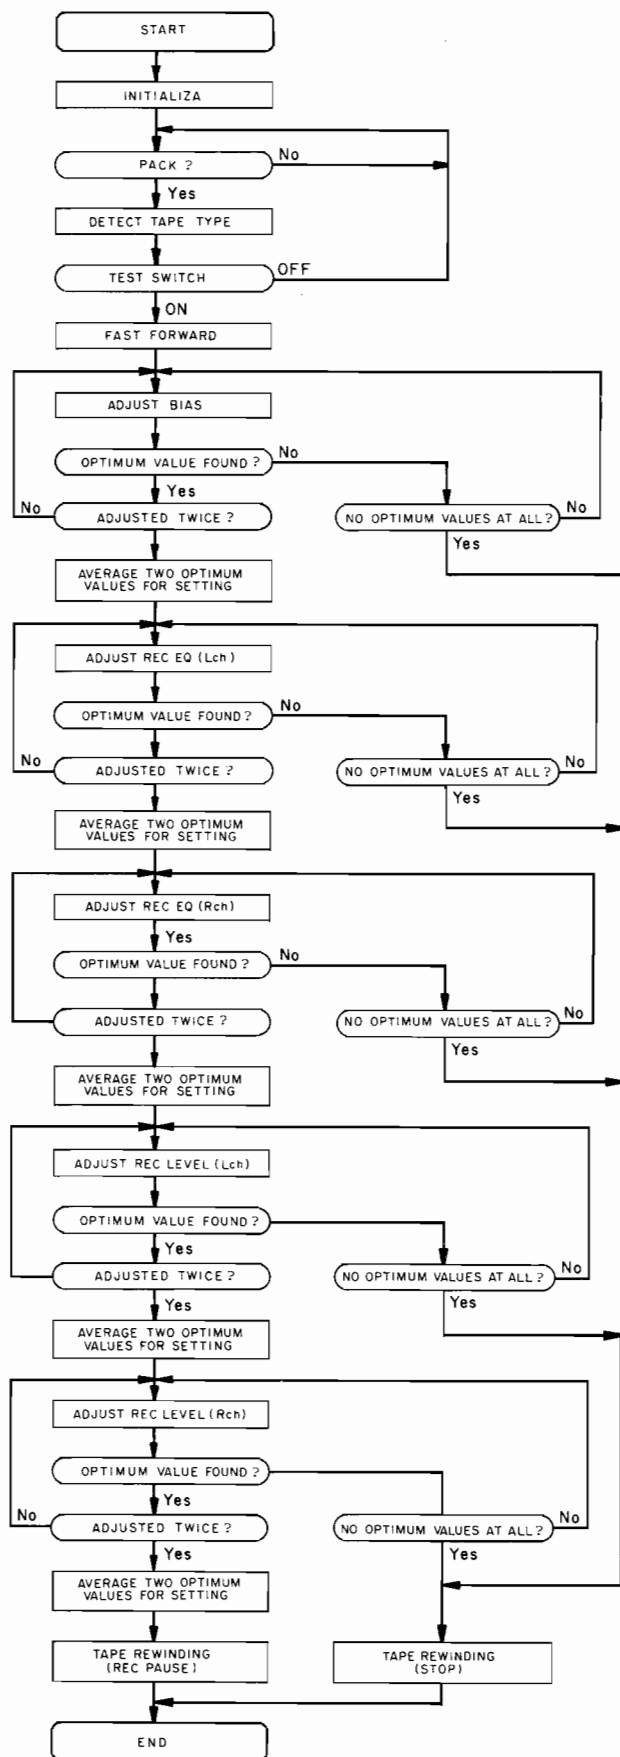 START
INITIALIZA
PACK ?
No
Yes
DETECT TAPE TYPE
TEST SWITCH
OFF
ON
FAST FORWARD
ADJUST BIAS
OPTIMUM VALUE FOUND ?
No
Yes
No
ADJUSTED TWICE ?
NO OPTIMUM VALUES AT ALL ?
No
Yes
AVERAGE TWO OPTIMUM
VALUES FOR SETTING
ADJUST REC EQ (Lch)
OPTIMUM VALUE FOUND ?
No
No
ADJUSTED TWICE ?
NO OPTIMUM VALUES AT ALL ?
No
Yes
AVERAGE TWO OPTIMUM
VALUES FOR SETTING
ADJUST REC EQ (Rch)
Yes
OPTIMUM VALUE FOUND ?
No
ADJUSTED TWICE ?
NO OPTIMUM VALUES AT ALL ?
No
Yes
AVERAGE TWO OPTIMUM
VALUES FOR SETTING
ADJUST REC LEVEL (Lch)
OPTIMUM VALUE FOUND ?
Yes
ADJUSTED TWICE ?
NO OPTIMUM VALUES AT ALL ?
No
Yes
Yes
AVERAGE TWO OPTIMUM
VALUES FOR SETTING
ADJUST REC LEVEL (Rch)
OPTIMUM VALUE FOUND ?
Yes
No
ADJUSTED TWICE ?
NO OPTIMUM VALUES AT ALL ?
No
Yes
Yes
AVERAGE TWO OPTIMUM
VALUES FOR SETTING
TAPE REWINDING
(REC PAUSE)
TAPE REWINDING
(STOP)
END